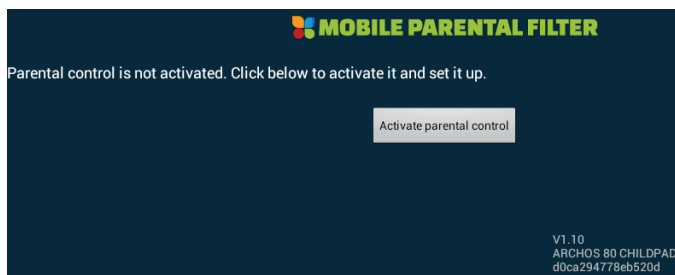 MOBILE PARENTAL FILTER
Parental control is not activated. Click below to activate it and set it up.
Activate parental control
V1.10
ARCHOS 80 CHILDPAD
d0ca294778eb520d